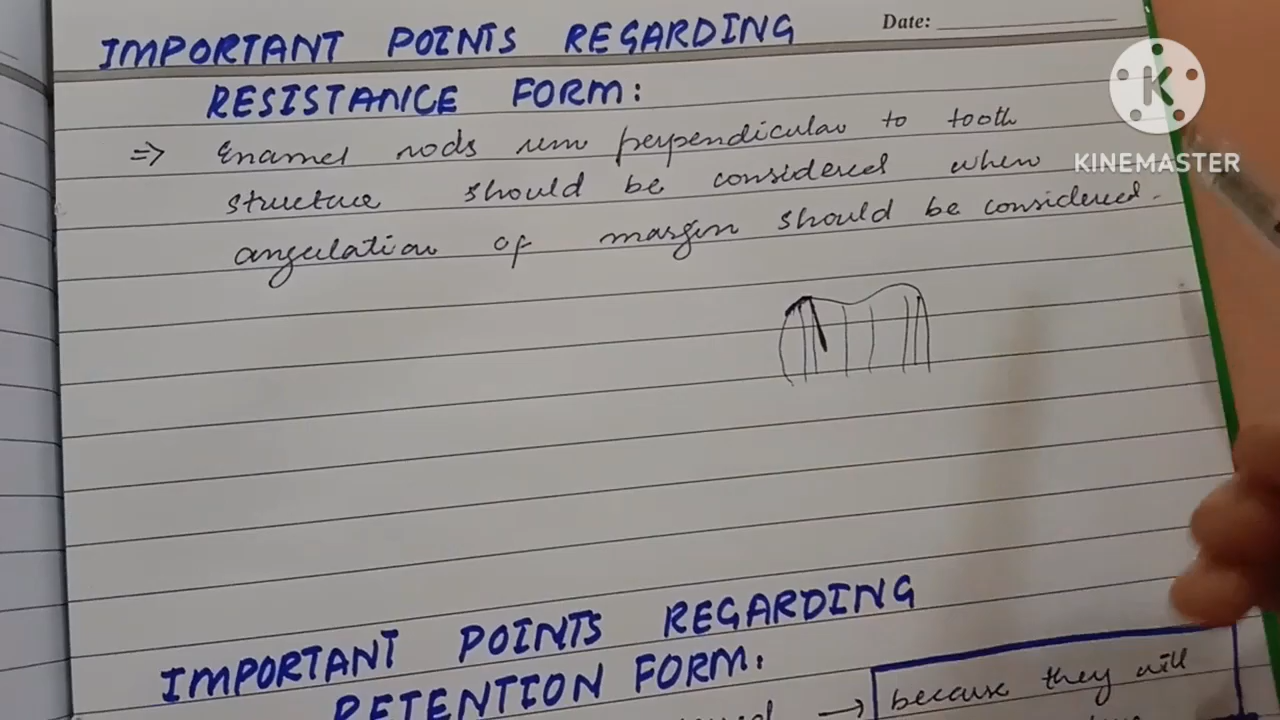 IMPORTANT POINTS REGARDING
Date:
RESISTANCE FORM:
⇒ Enamel rods run perpendicular to tooth
structure should be considered when
angulation of margin should be considered.
KINEMASTER
IMPORTANT POINTS REGARDING
RETENTION FORM:
→ because they will